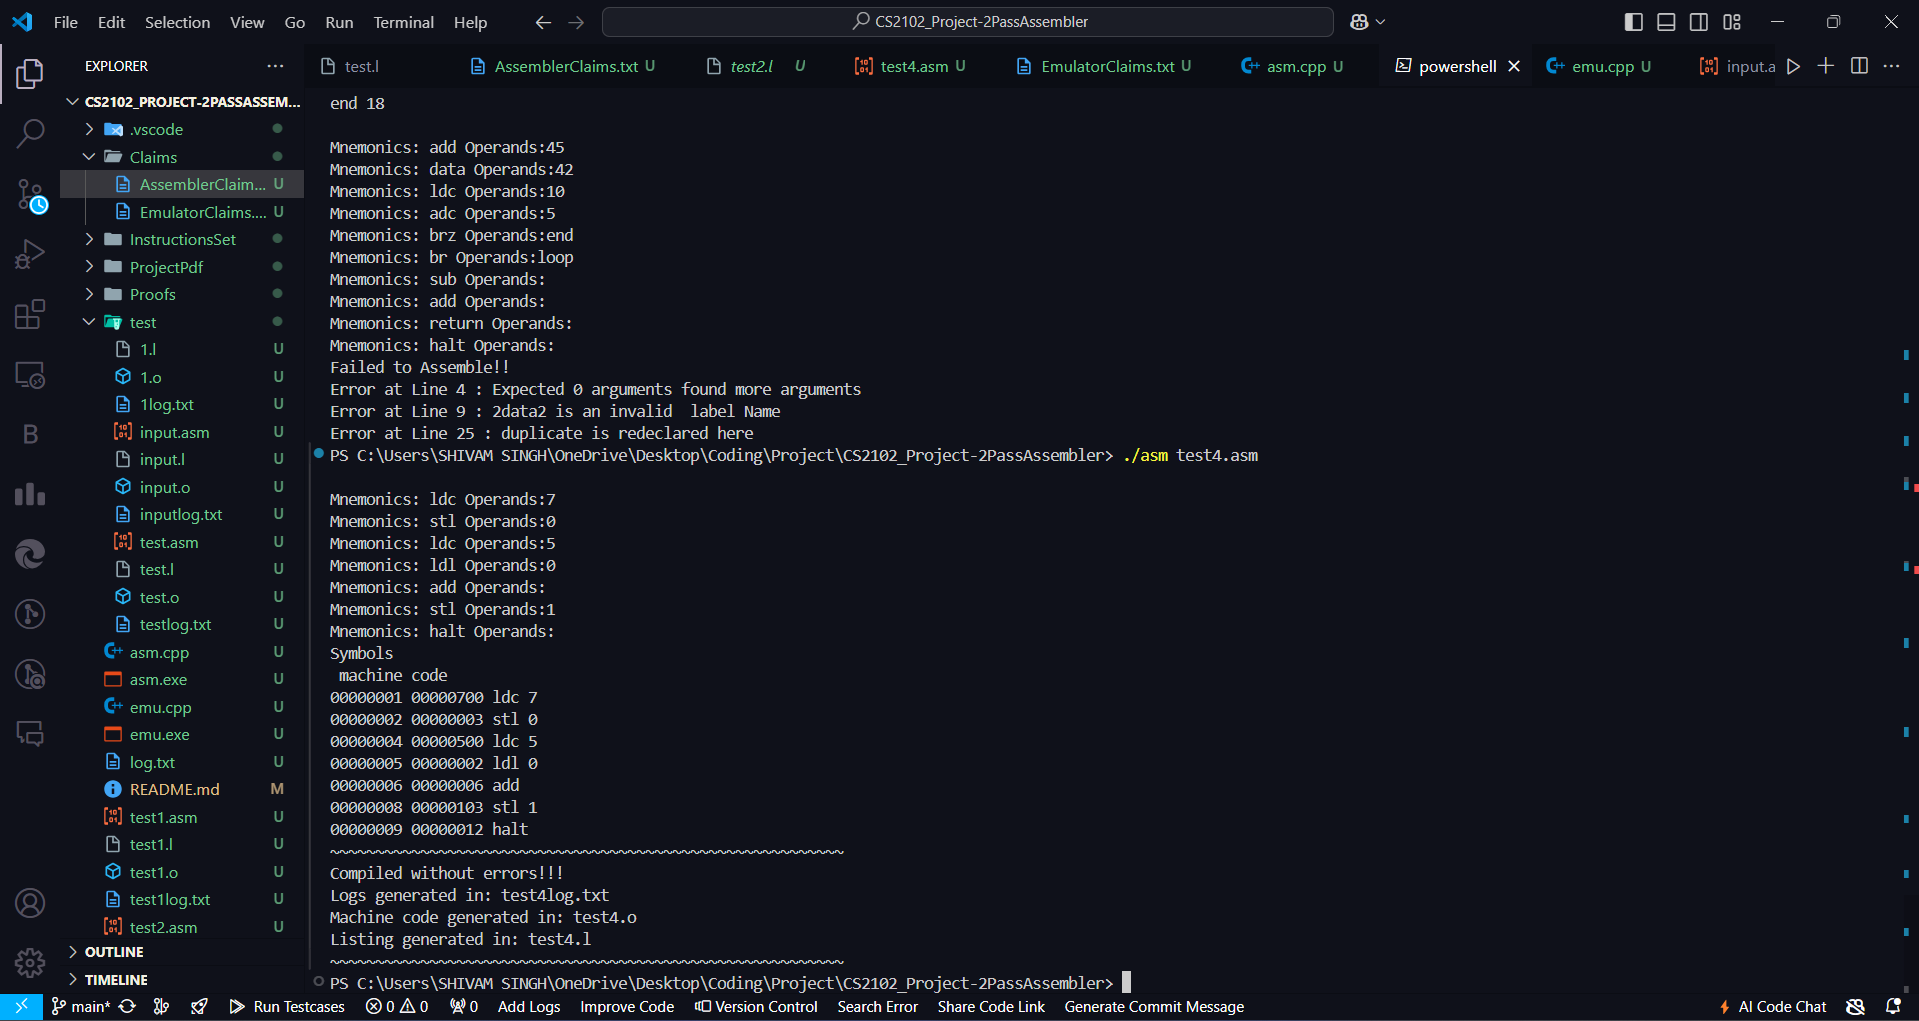 File Edit Selection View Go Run Terminal Help CS2102_Project-2PassAssembler
EXPLORER
test.l AssemblerClaims.txt U test2.l U test4.asm U EmulatorClaims.txt U asm.cpp U powershell emu.cpp U input.a
CS2102_PROJECT-2PASSASSEM...
.vscode
Claims
AssemblerClaim... U
EmulatorClaims.... U
InstructionsSet
ProjectPdf
Proofs
test
1.l U
1.o U
1log.txt U
input.asm U
input.l U
input.o U
inputlog.txt U
test.asm U
test.l U
test.o U
testlog.txt U
asm.cpp U
asm.exe U
emu.cpp U
emu.exe U
log.txt U
README.md M
test1.asm U
test1.l U
test1.o U
test1log.txt U
test2.asm U
OUTLINE
TIMELINE
end 18
Mnemonics: add Operands:45
Mnemonics: data Operands:42
Mnemonics: ldc Operands:10
Mnemonics: adc Operands:5
Mnemonics: brz Operands:end
Mnemonics: br Operands:loop
Mnemonics: sub Operands:
Mnemonics: add Operands:
Mnemonics: return Operands:
Mnemonics: halt Operands:
Failed to Assemble!!
Error at Line 4 : Expected 0 arguments found more arguments
Error at Line 9 : 2data2 is an invalid  label Name
Error at Line 25 : duplicate is redeclared here
PS C:\Users\SHIVAM SINGH\OneDrive\Desktop\Coding\Project\CS2102_Project-2PassAssembler> ./asm test4.asm
Mnemonics: ldc Operands:7
Mnemonics: stl Operands:0
Mnemonics: ldc Operands:5
Mnemonics: ldl Operands:0
Mnemonics: add Operands:
Mnemonics: stl Operands:1
Mnemonics: halt Operands:
Symbols
machine code
00000001 00000700 ldc 7
00000002 00000003 stl 0
00000004 00000500 ldc 5
00000005 00000002 ldl 0
00000006 00000006 add
00000008 00000103 stl 1
00000009 00000012 halt
~~~~~~~~~~~~~~~~~~~~~~~~~~~~~~~~~~~~~~~~~~~~~~~~~~~~~~~~~
Compiled without errors!!!
Logs generated in: test4log.txt
Machine code generated in: test4.o
Listing generated in: test4.l
~~~~~~~~~~~~~~~~~~~~~~~~~~~~~~~~~~~~~~~~~~~~~~~~~~~~~~~~~
PS C:\Users\SHIVAM SINGH\OneDrive\Desktop\Coding\Project\CS2102_Project-2PassAssembler>
main* Run Testcases 0 0 0 Add Logs Improve Code Version Control Search Error Share Code Link Generate Commit Message AI Code Chat